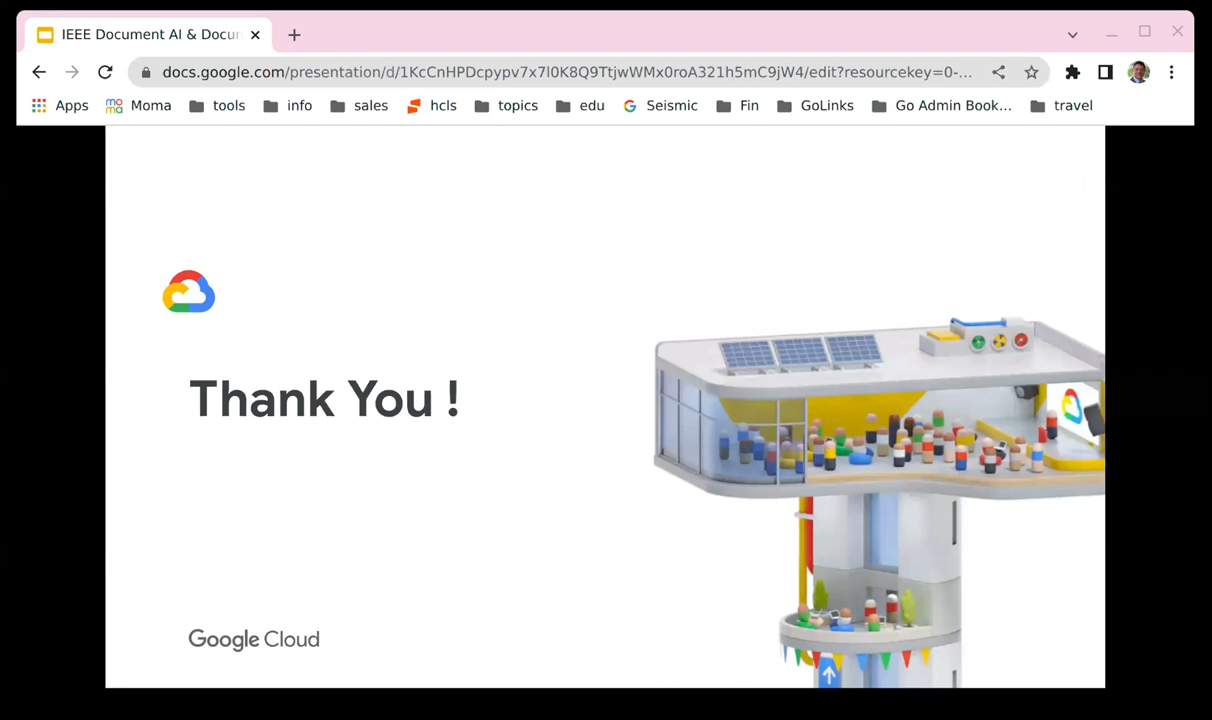 IEEE Document AI & Docun
docs.google.com/presentation/d/1KcCnHPDcpypv7x7l0K8Q9TtjwWMx0roA321h5mC9jW4/edit?resourcekey=0-...
Apps Moma tools info sales hcls topics edu Seismic Fin GoLinks Go Admin Book... travel
Thank You !
Google Cloud